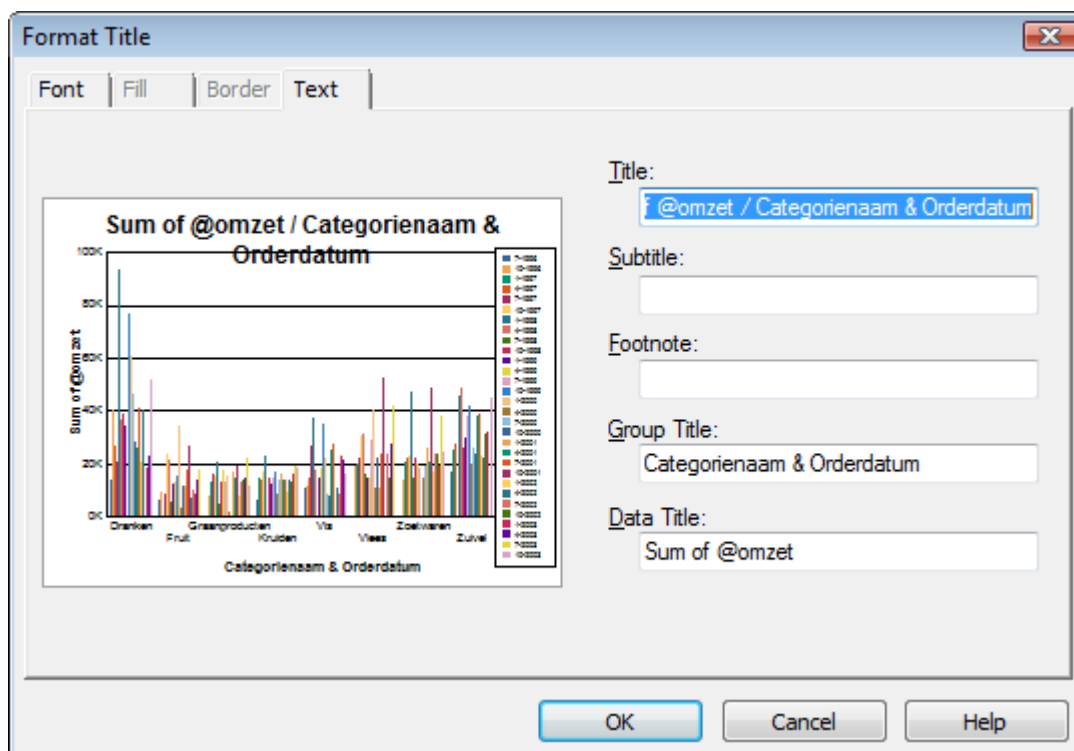 Format Title
Font
Fill
Border
Text
Sum of @omzet / Categorienaam &
Orderdatum
100K
80K
60K
40K
20K
0K
Sum of @omzet
Dranken
Fruit
Graanproducten
Kruiden
Vis
Vlees
Zoetwaren
Zuivel
Categorienaam & Orderdatum
Title:
@omzet / Categorienaam & Orderdatum
Subtitle:
Footnote:
Group Title:
Categorienaam & Orderdatum
Data Title:
Sum of @omzet
OK
Cancel
Help